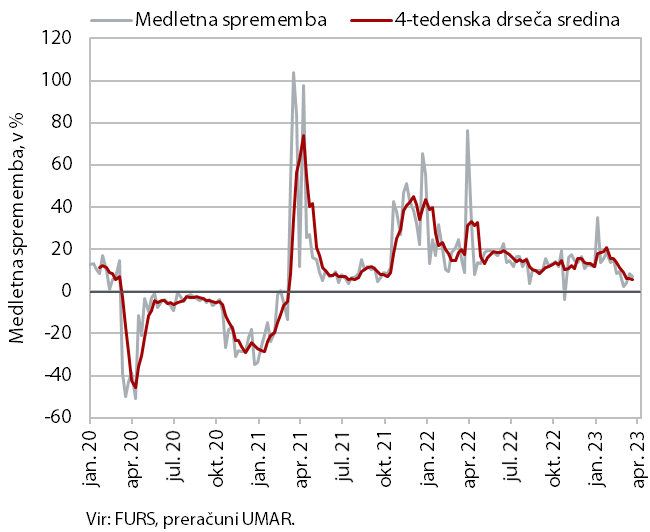 Medletna sprememba
4-tedenska drseča sredina
Medletna sprememba, v %
120
100
80
60
40
20
0
-20
-40
-60
jan. 20
apr. 20
jul. 20
okt. 20
jan. 21
apr. 21
jul. 21
okt. 21
jan. 22
apr. 22
jul. 22
okt. 22
jan. 23
apr. 23
Vir: FURS, preračuni UMAR.